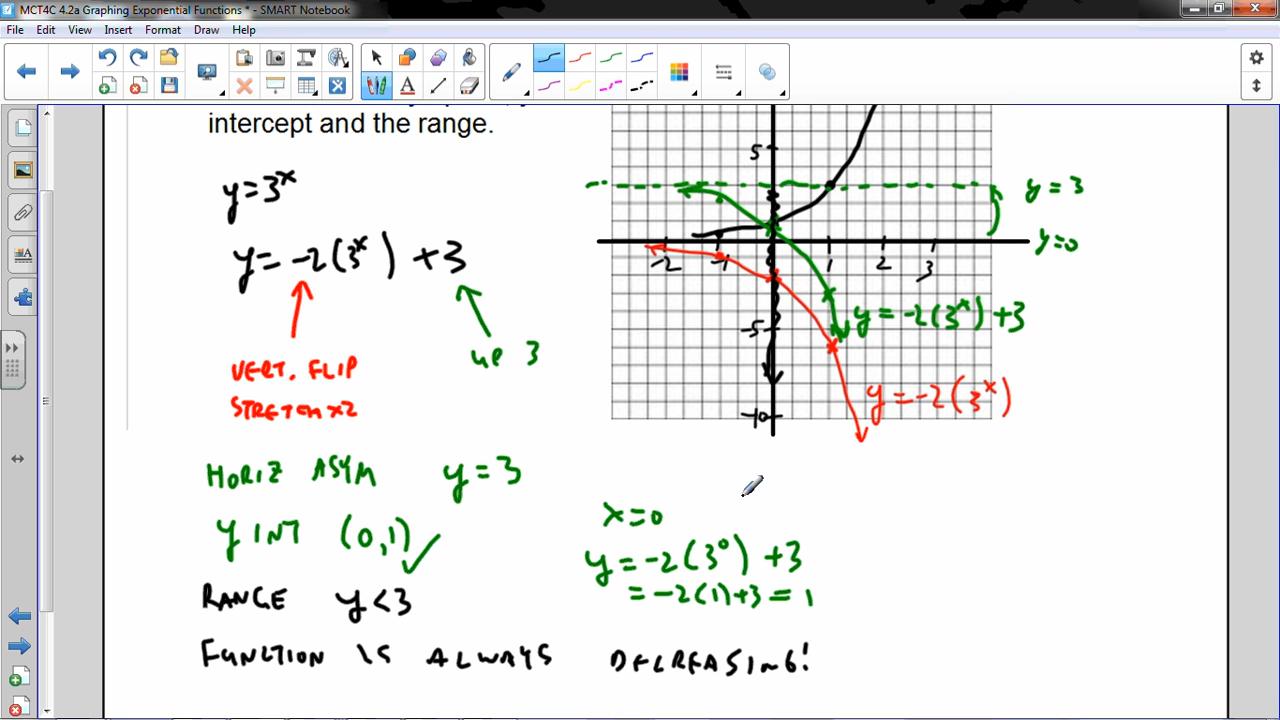 MCT4C 4.2a Graphing Exponential Functions * - SMART Notebook
File Edit View Insert Format Draw Help
intercept and the range.
y=3^x
y=-2(3^x)+3
VERT. FLIP
STRETCH x2
UP 3
5
-2 -1 1 2 3
-5
-10
y=3
y=0
y=-2(3^x)+3
y=-2(3^x)
HORIZ ASYM y=3
Y INT (0,1) ✓
RANGE y<3
FUNCTION IS ALWAYS DECREASING!
x=0
y=-2(3^0)+3
=-2(1)+3=1